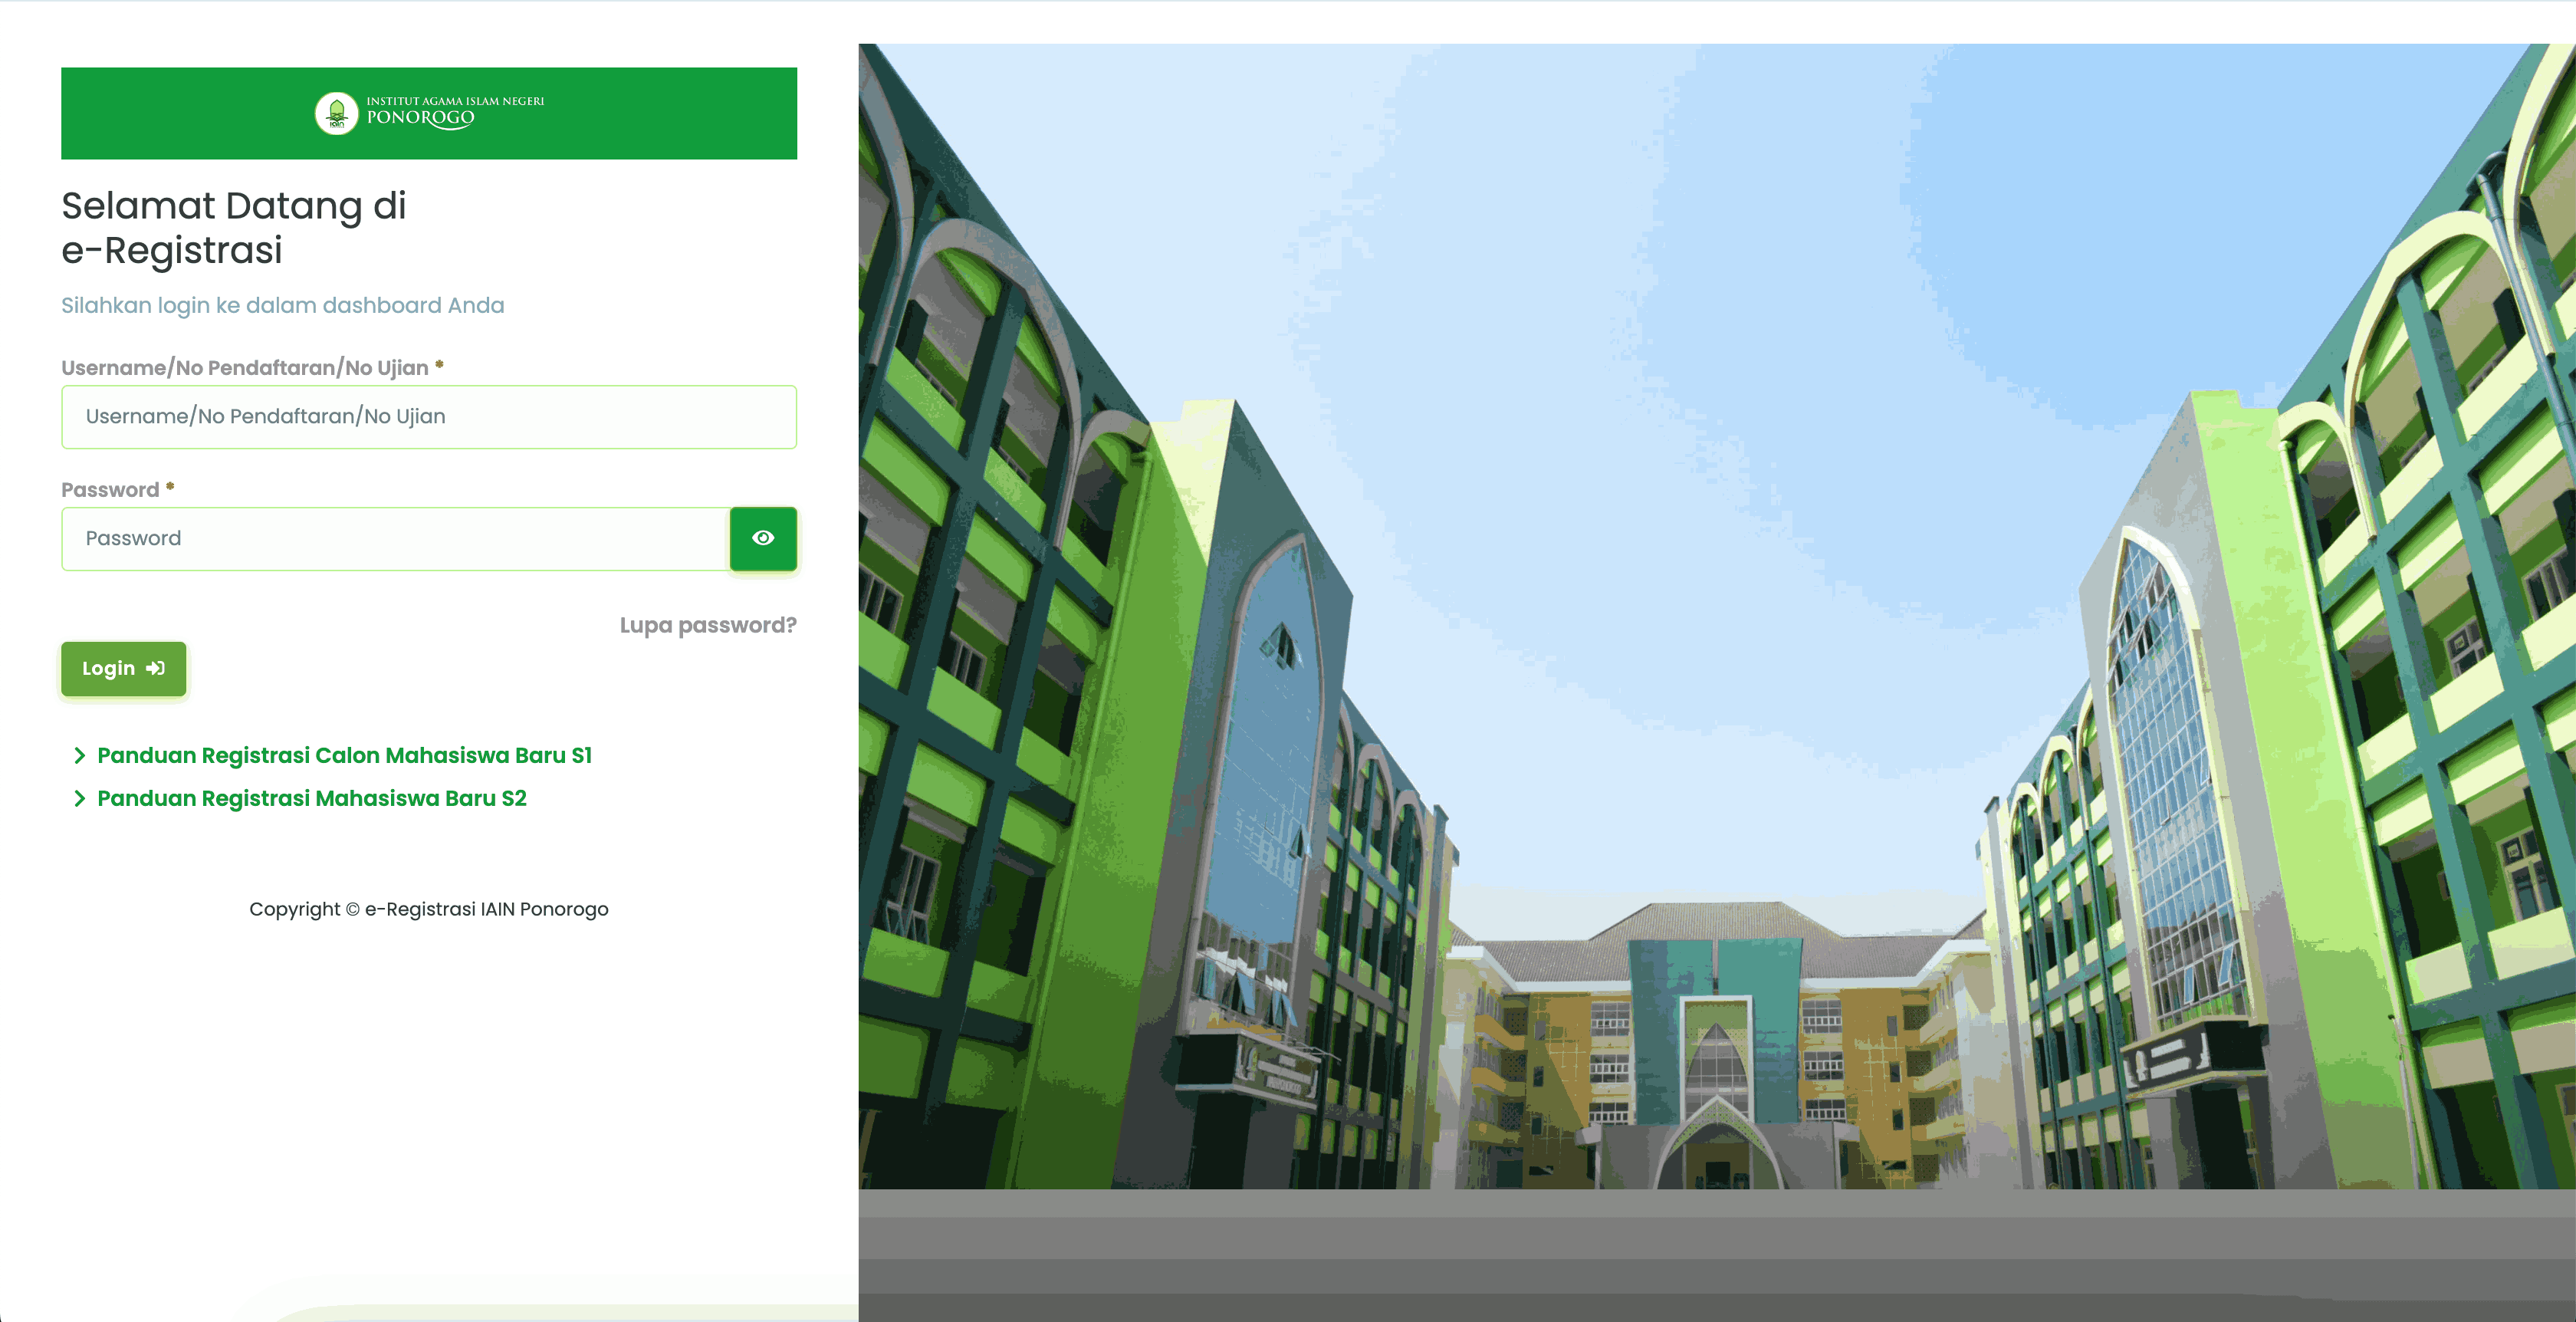 INSTITUT AGAMA ISLAM NEGERI
PONOROGO
Selamat Datang di
e-Registrasi
Silahkan login ke dalam dashboard Anda
Username/No Pendaftaran/No Ujian *
Username/No Pendaftaran/No Ujian
Password *
Password
Lupa password?
Login
Panduan Registrasi Calon Mahasiswa Baru S1
Panduan Registrasi Mahasiswa Baru S2
Copyright © e-Registrasi IAIN Ponorogo